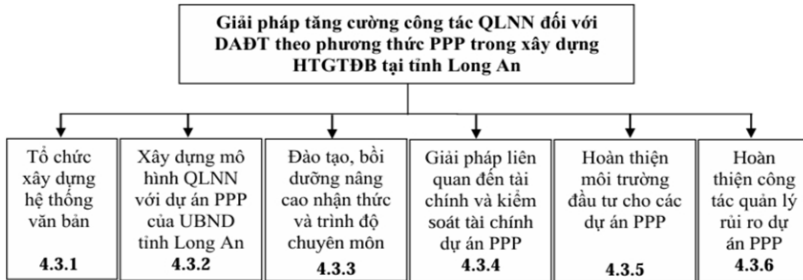 Giải pháp tăng cường công tác QLNN đối với
DAĐT theo phương thức PPP trong xây dựng
HTGTĐB tại tỉnh Long An
Tổ chức
xây dựng
hệ thống
văn bản
4.3.1
Xây dựng mô
hình QLNN
với dự án PPP
của UBND
tỉnh Long An
4.3.2
Đào tạo, bồi
dưỡng nâng
cao nhận thức
và trình độ
chuyên môn
4.3.3
Giải pháp liên
quan đến tài
chính và kiểm
soát tài chính
dự án PPP
4.3.4
Hoàn thiện
môi trường
đầu tư cho các
dự án PPP
4.3.5
Hoàn
thiện công
tác quản lý
rủi ro dự
án PPP
4.3.6